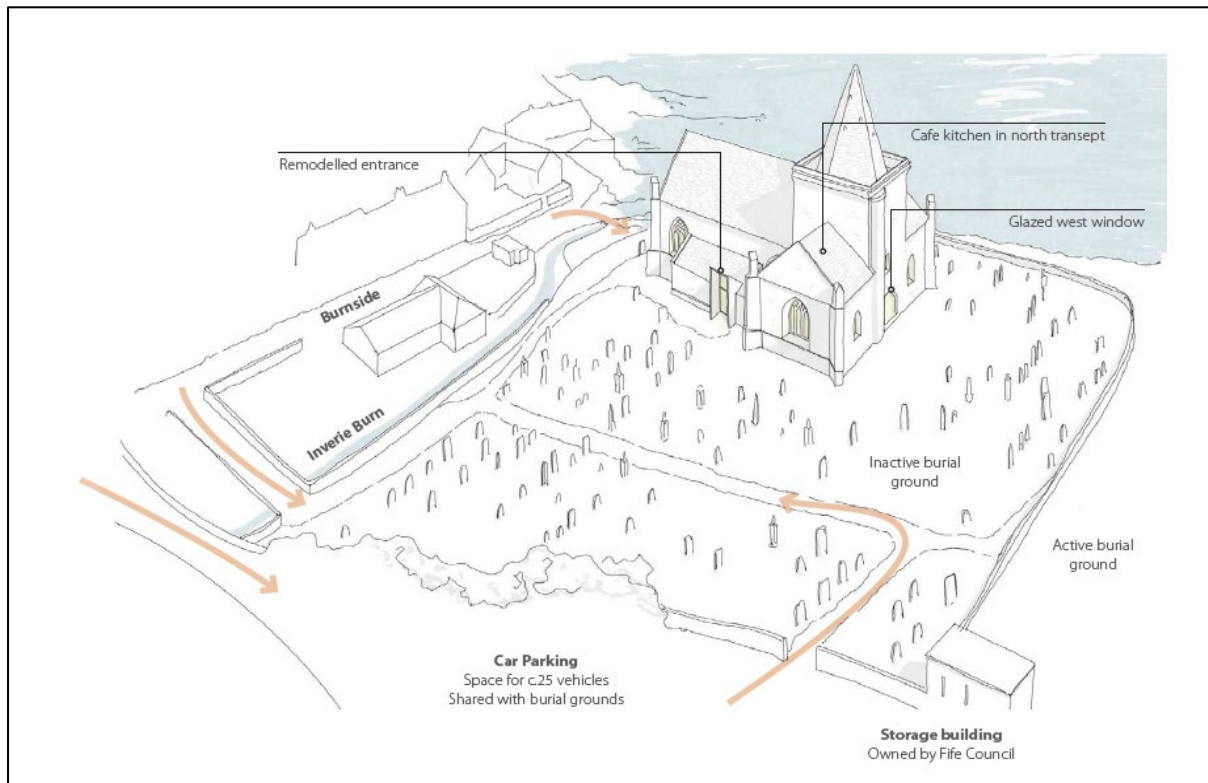 Cafe kitchen in north transept
Remodelled entrance
Glazed west window
Burnside
Inverie Burn
Inactive burial
ground
Active burial
ground
Car Parking
Space for c.25 vehicles
Shared with burial grounds
Storage building
Owned by Fife Council